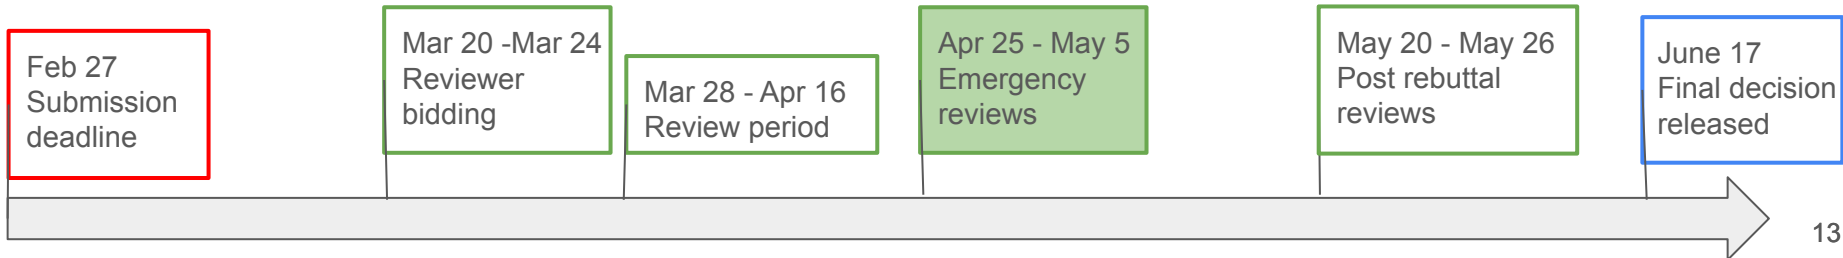 Feb 27
Submission
deadline
Mar 20 -Mar 24
Reviewer
bidding
Mar 28 - Apr 16
Review period
Apr 25 - May 5
Emergency
reviews
May 20 - May 26
Post rebuttal
reviews
June 17
Final decision
released
13